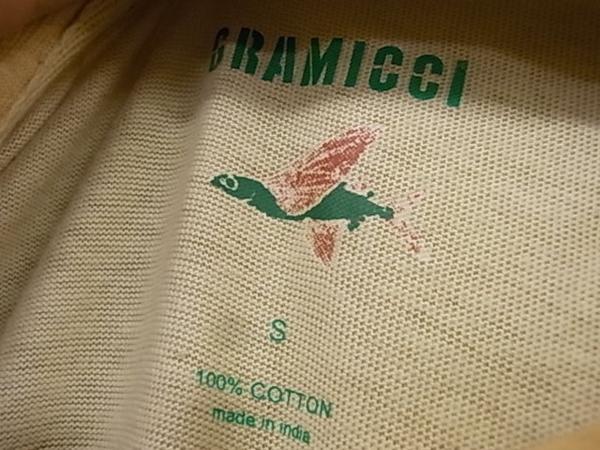 GRAMICCI
S
100% COTTON
made in india